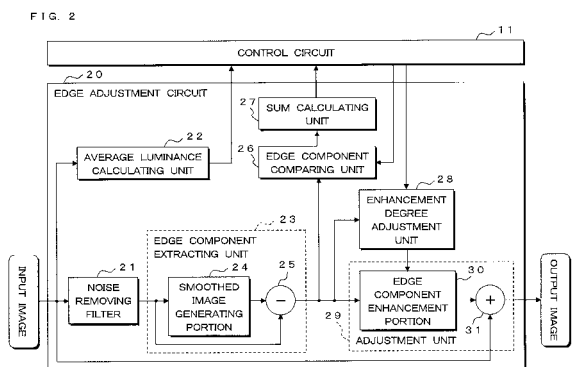 FIG. 2
11
CONTROL CIRCUIT
20
EDGE ADJUSTMENT CIRCUIT
27
SUM CALCULATING
UNIT
22
AVERAGE LUMINANCE
CALCULATING UNIT
26
EDGE COMPONENT
COMPARING UNIT
28
ENHANCEMENT
DEGREE
ADJUSTMENT
UNIT
23
EDGE COMPONENT
EXTRACTING UNIT
INPUT IMAGE
21
NOISE
REMOVING
FILTER
24
SMOOTHED
IMAGE
GENERATING
PORTION
25
−
30
EDGE
COMPONENT
ENHANCEMENT
PORTION
29
ADJUSTMENT UNIT
+
31
OUTPUT IMAGE